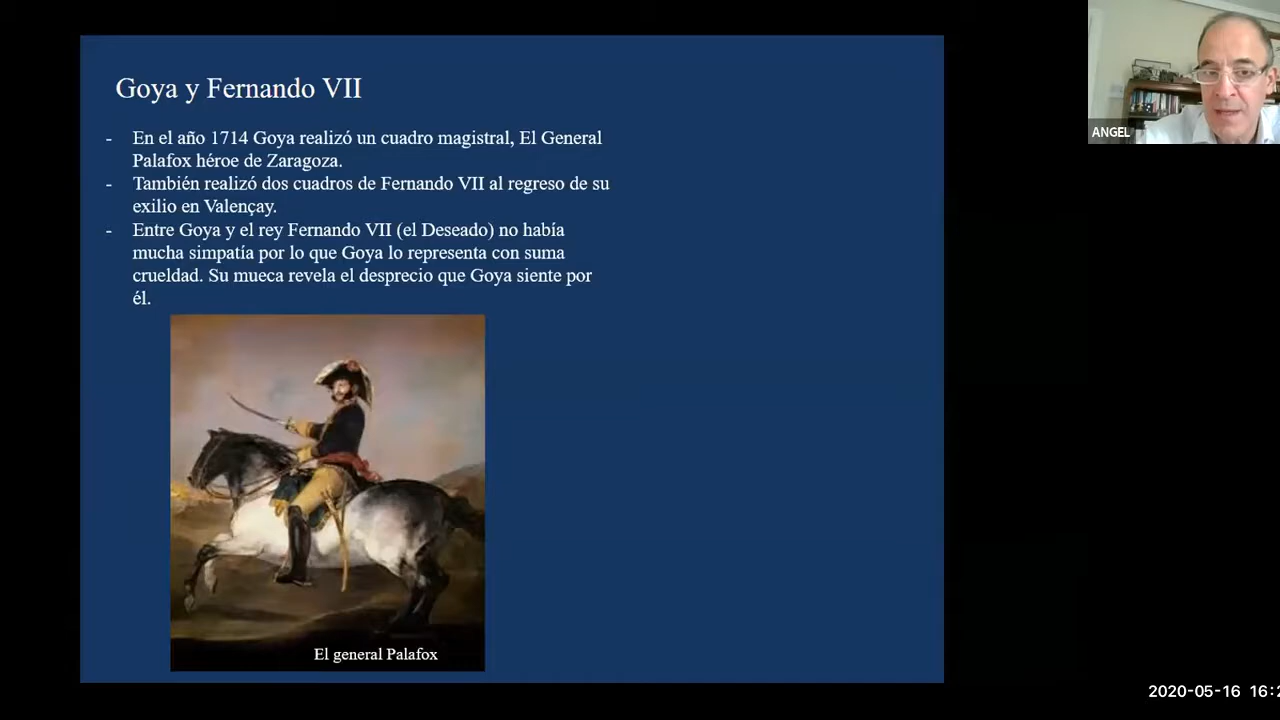 Goya y Fernando VII
- En el año 1714 Goya realizó un cuadro magistral, El General
Palafox héroe de Zaragoza.
- También realizó dos cuadros de Fernando VII al regreso de su
exilio en Valençay.
- Entre Goya y el rey Fernando VII (el Deseado) no había
mucha simpatía por lo que Goya lo representa con suma
crueldad. Su mueca revela el desprecio que Goya siente por
él.
El general Palafox
ANGEL
2020-05-16 16:2